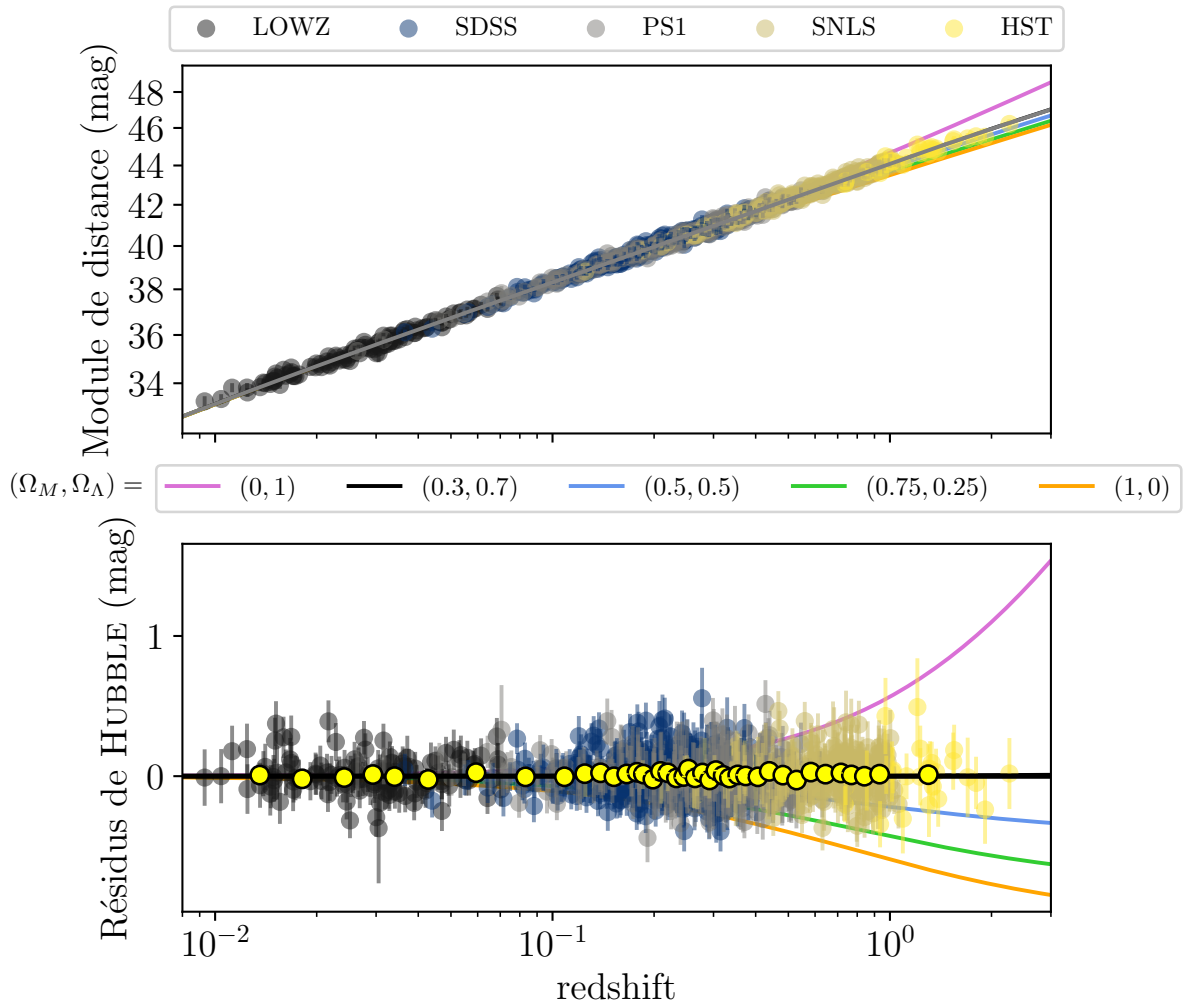 LOWZ SDSS PS1 SNLS HST
Module de distance (mag)
48
46
44
42
40
38
36
34
(Ω_M, Ω_Λ) = (0, 1) (0.3, 0.7) (0.5, 0.5) (0.75, 0.25) (1, 0)
Résidus de HUBBLE (mag)
1
0
10⁻² 10⁻¹ 10⁰
redshift